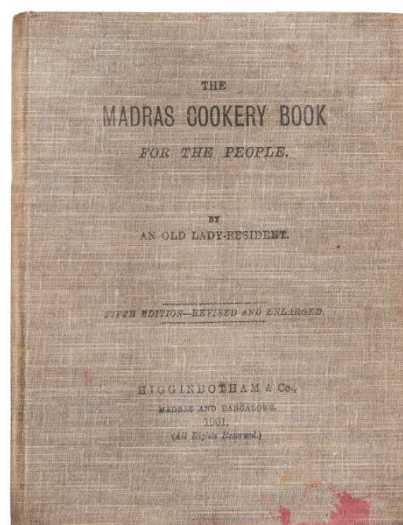 THE
MADRAS COOKERY BOOK
FOR THE PEOPLE.
BY
AN OLD LADY-RESIDENT.
FIFTH EDITION—REVISED AND ENLARGED.
HIGGINBOTHAM & Co.,
MADRAS AND BANGALORE.
1901.
(All Rights Reserved.)